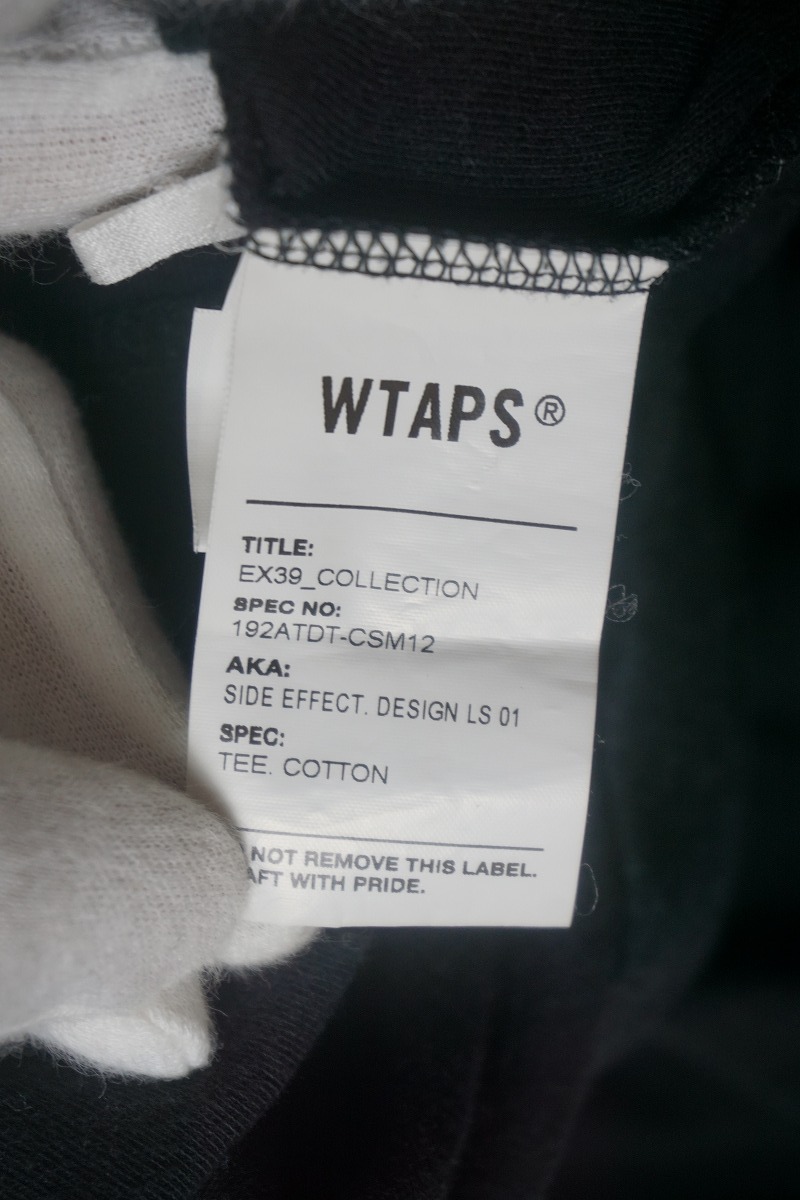 WTAPS®
TITLE:
EX39_COLLECTION
SPEC NO:
192ATDT-CSM12
AKA:
SIDE EFFECT. DESIGN LS 01
SPEC:
TEE. COTTON
NOT REMOVE THIS LABEL.
AFT WITH PRIDE.